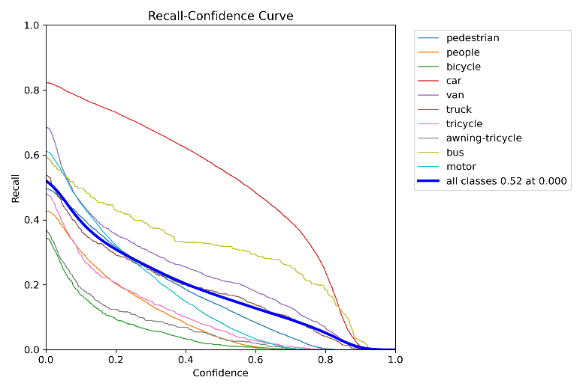 Recall-Confidence Curve
1.0
0.8
0.6
0.4
0.2
0.0
Recall
0.0 0.2 0.4 0.6 0.8 1.0
Confidence
pedestrian
people
bicycle
car
van
truck
tricycle
awning-tricycle
bus
motor
all classes 0.52 at 0.000